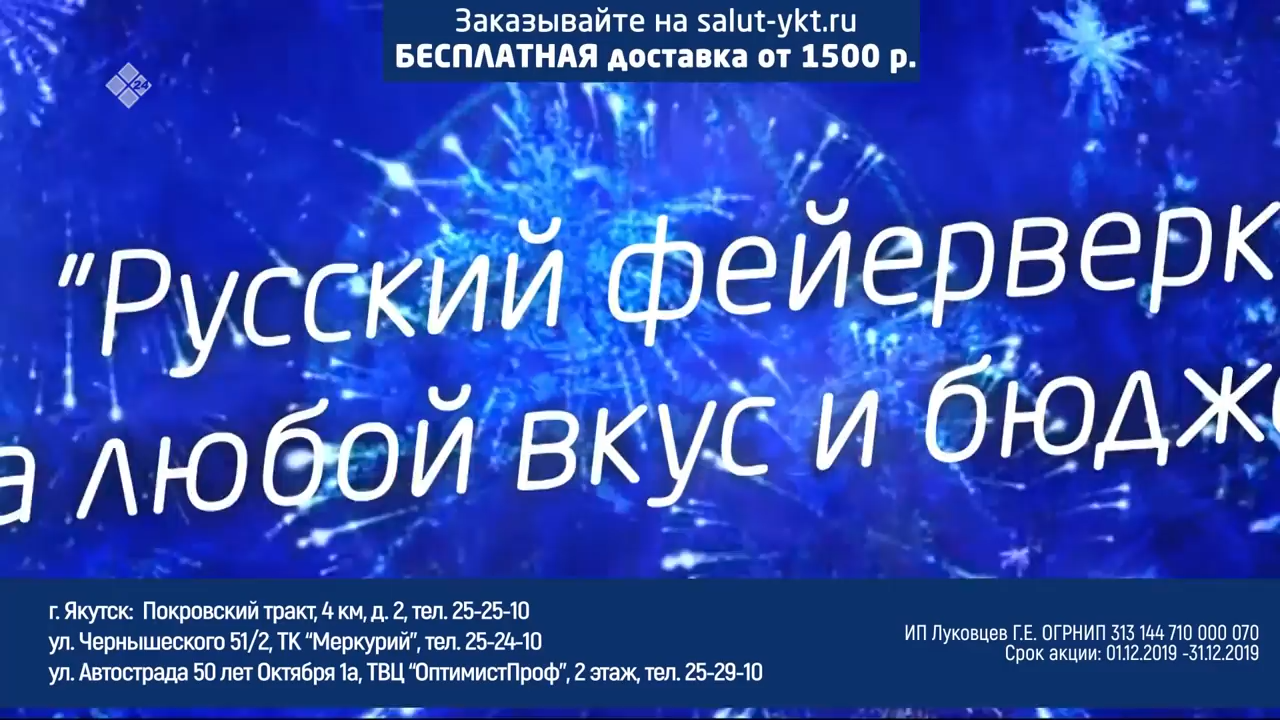 Заказывайте на salut-ykt.ru
БЕСПЛАТНАЯ доставка от 1500 р.
X24
“Русский фейерверк
а любой вкус и бюдж
г. Якутск: Покровский тракт, 4 км, д. 2, тел. 25-25-10
ул. Чернышеского 51/2, ТК “Меркурий”, тел. 25-24-10
ул. Автострада 50 лет Октября 1а, ТВЦ “ОптимистПроф”, 2 этаж, тел. 25-29-10
ИП Луковцев Г.Е. ОГРНИП 313 144 710 000 070
Срок акции: 01.12.2019 -31.12.2019